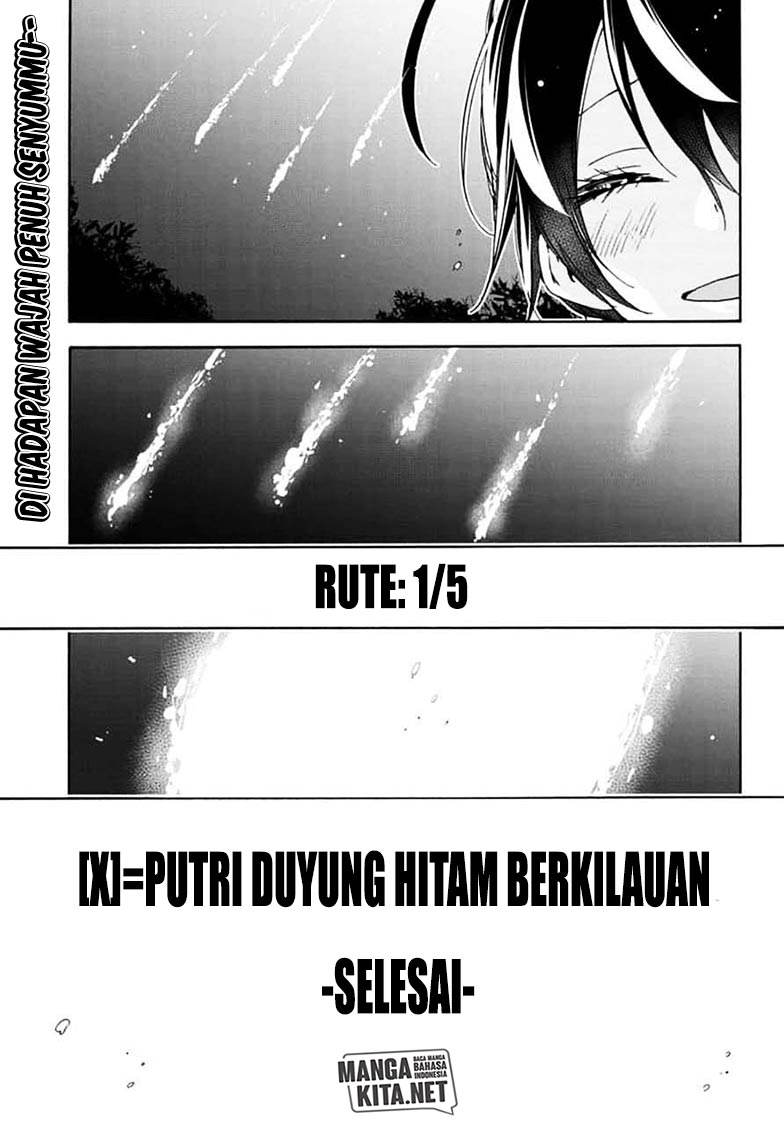 DI HADAPAN WAJAH PENUH SENYUMMU--
RUTE: 1/5
[X]=PUTRI DUYUNG HITAM BERKILAUAN
-SELESAI-
MANGA BACA MANGA
BAHASA
INDONESIA
KITA.NET